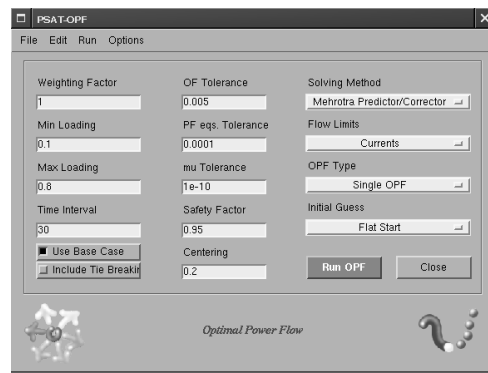 PSAT-OPF
File Edit Run Options
Weighting Factor
1
Min Loading
0.1
Max Loading
0.8
Time Interval
30
Use Base Case
Include Tie Breakin
OF Tolerance
0.005
PF eqs. Tolerance
0.0001
mu Tolerance
1e-10
Safety Factor
0.95
Centering
0.2
Solving Method
Mehrotra Predictor/Corrector
Flow Limits
Currents
OPF Type
Single OPF
Initial Guess
Flat Start
Run OPF
Close
Optimal Power Flow